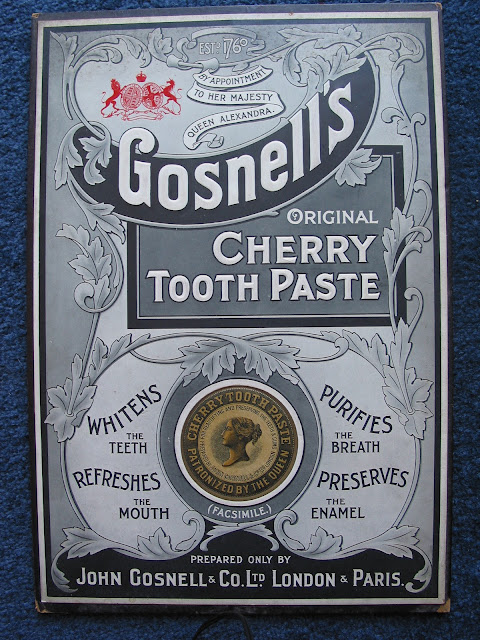 ESTD. 1760
BY APPOINTMENT
TO HER MAJESTY
QUEEN ALEXANDRA.
Gosnell's
ORIGINAL
CHERRY
TOOTH PASTE
WHITENS
THE
TEETH
PURIFIES
THE
BREATH
REFRESHES
THE
MOUTH
PRESERVES
THE
ENAMEL
CHERRY TOOTH PASTE
PATRONIZED BY THE QUEEN
(FACSIMILE.)
PREPARED ONLY BY
JOHN GOSNELL & CO. LTD. LONDON & PARIS.